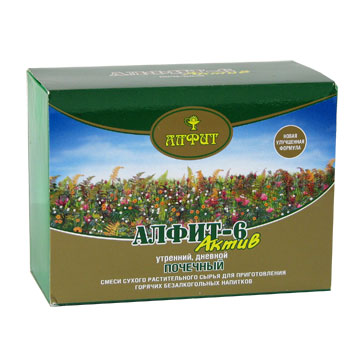 АЛФИТ-6
Актив
АЛФИТ
НОВАЯ
УЛУЧШЕННАЯ
ФОРМУЛА
АЛФИТ-6
Актив
утренний, дневной
ПОЧЕЧНЫЙ
СМЕСИ СУХОГО РАСТИТЕЛЬНОГО СЫРЬЯ ДЛЯ ПРИГОТОВЛЕНИЯ
ГОРЯЧИХ БЕЗАЛКОГОЛЬНЫХ НАПИТКОВ